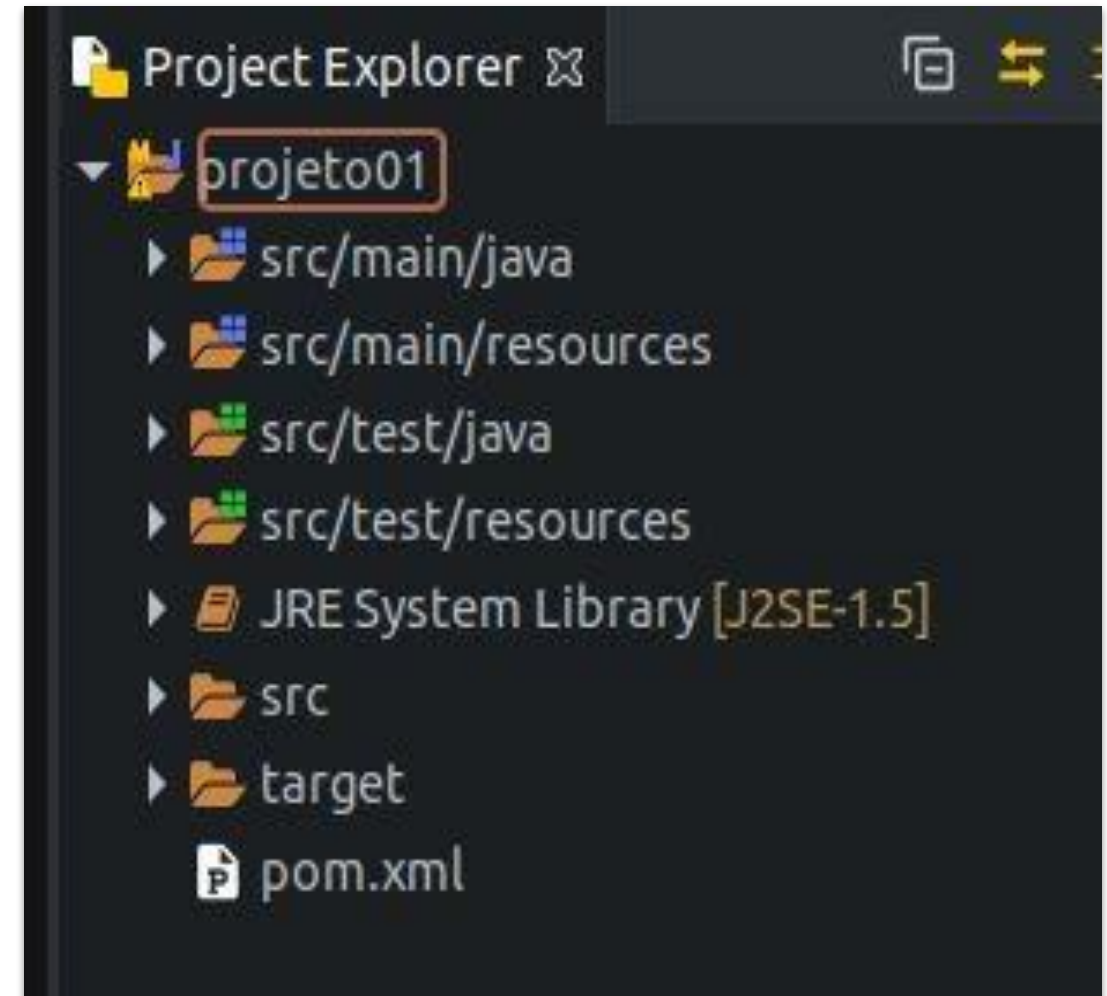 Project Explorer
projeto01
src/main/java
src/main/resources
src/test/java
src/test/resources
JRE System Library [J2SE-1.5]
src
target
pom.xml